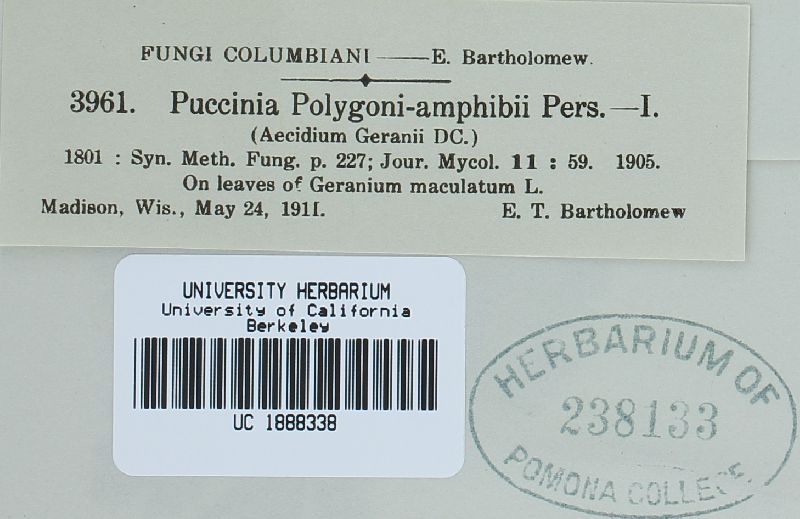 FUNGI COLUMBIANI —— E. Bartholomew.
3961. Puccinia Polygoni-amphibii Pers.—I.
(Aecidium Geranii DC.)
1801 : Syn. Meth. Fung. p. 227; Jour. Mycol. 11 : 59. 1905.
On leaves of Geranium maculatum L.
Madison, Wis., May 24, 1911. E. T. Bartholomew
UNIVERSITY HERBARIUM
University of California
Berkeley
UC 1888338
HERBARIUM OF
238133
POMONA COLLEGE